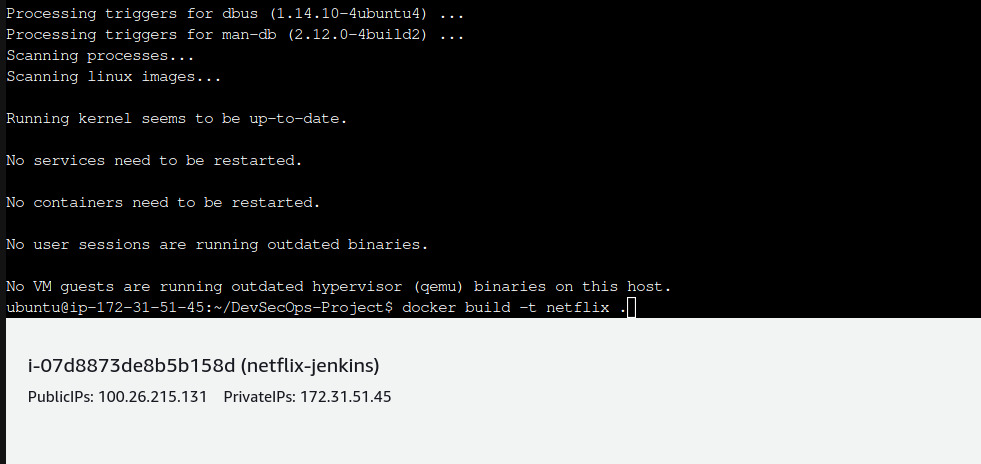 Processing triggers for dbus (1.14.10-4ubuntu4) ...
Processing triggers for man-db (2.12.0-4build2) ...
Scanning processes...
Scanning linux images...
Running kernel seems to be up-to-date.
No services need to be restarted.
No containers need to be restarted.
No user sessions are running outdated binaries.
No VM guests are running outdated hypervisor (qemu) binaries on this host.
ubuntu@ip-172-31-51-45:~/DevSecOps-Project$ docker build -t netflix .
i-07d8873de8b5b158d (netflix-jenkins)
PublicIPs: 100.26.215.131 PrivateIPs: 172.31.51.45